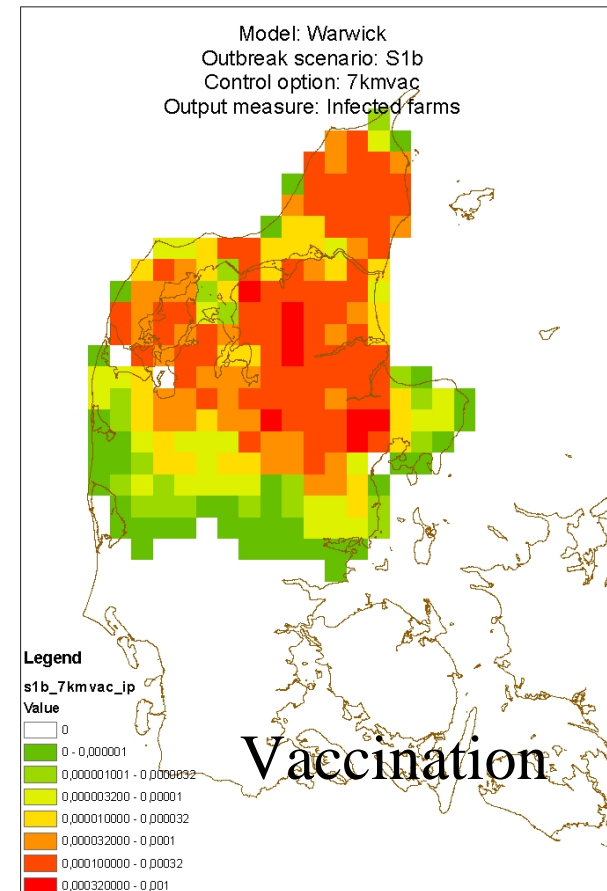 Model: Warwick
Outbreak scenario: S1b
Control option: 7kmvac
Output measure: Infected farms
Legend
s1b_7kmvac_ip
Value
0
0 - 0,000001
0,000001001 - 0,0000032
0,000003200 - 0,00001
0,000010000 - 0,000032
0,000032000 - 0,0001
0,000100000 - 0,00032
0,000320000 - 0,001
Vaccination